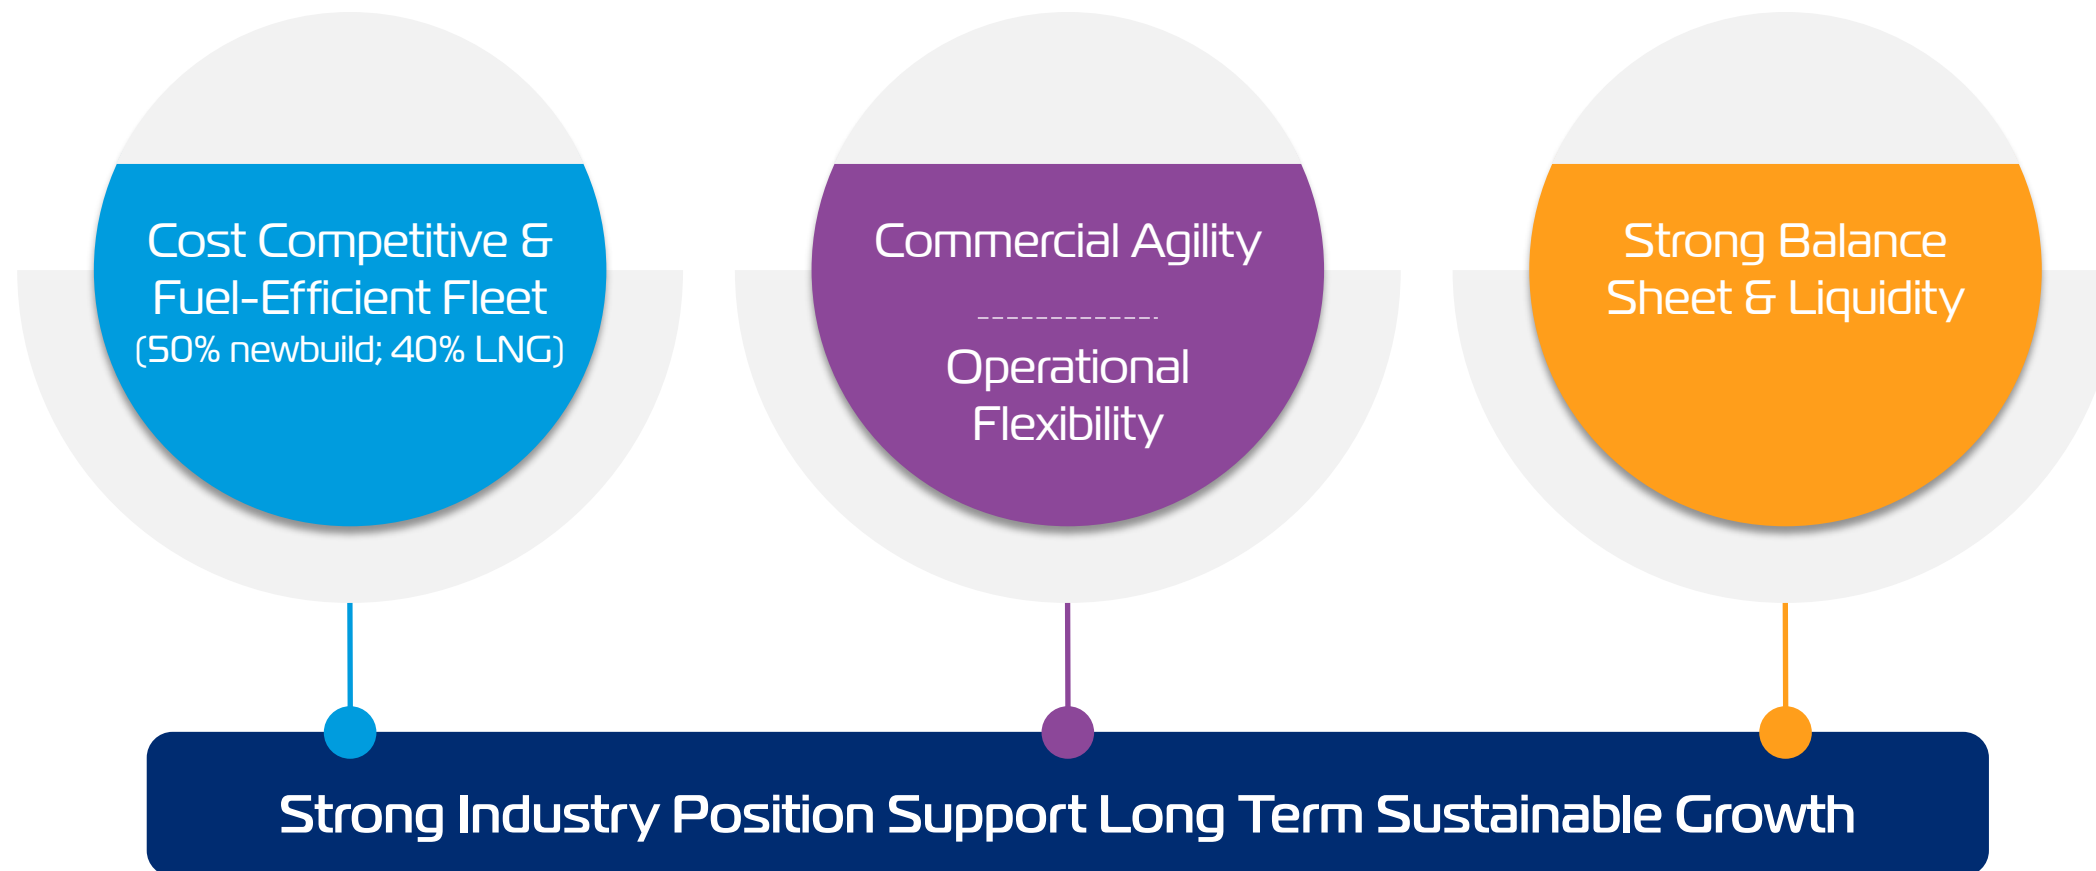 Cost Competitive &
Fuel-Efficient Fleet
(50% newbuild; 40% LNG)
Commercial Agility
Operational
Flexibility
Strong Balance
Sheet & Liquidity
Strong Industry Position Support Long Term Sustainable Growth